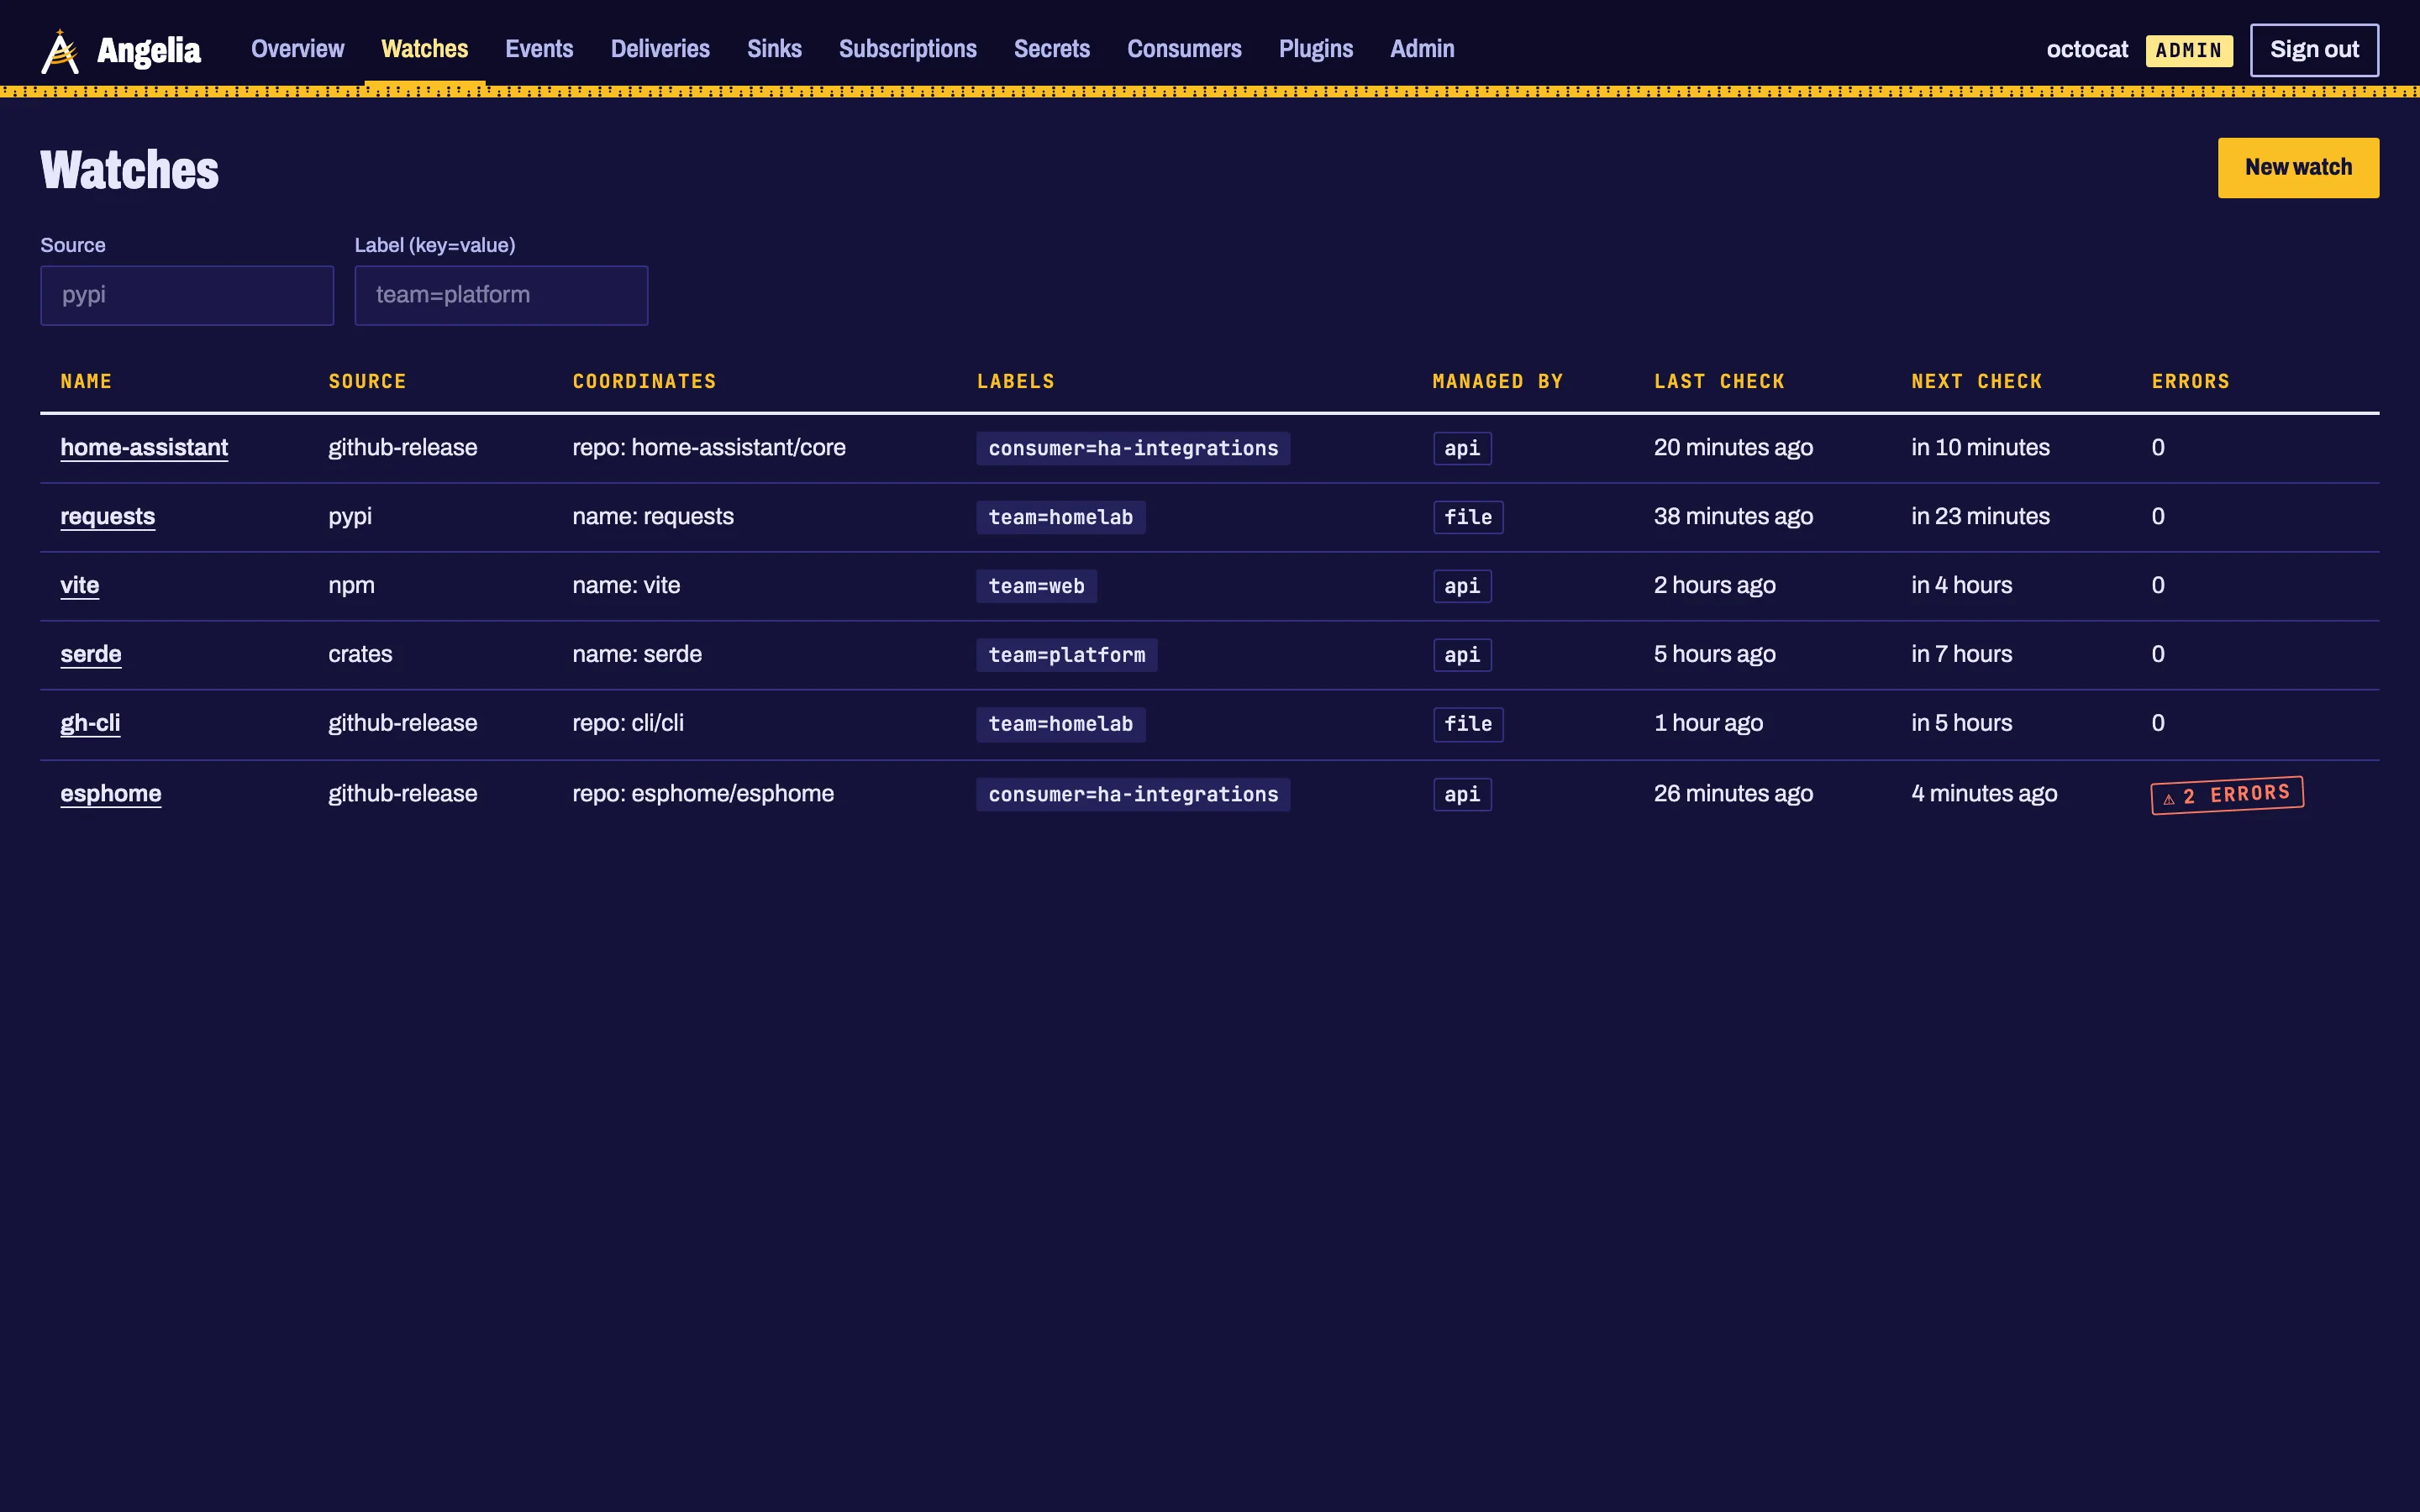 Angelia Overview Watches Events Deliveries Sinks Subscriptions Secrets Consumers Plugins Admin octocat ADMIN Sign out
Watches New watch
Source Label (key=value)
pypi team=platform
NAME SOURCE COORDINATES LABELS MANAGED BY LAST CHECK NEXT CHECK ERRORS
home-assistant github-release repo: home-assistant/core consumer=ha-integrations api 20 minutes ago in 10 minutes 0
requests pypi name: requests team=homelab file 38 minutes ago in 23 minutes 0
vite npm name: vite team=web api 2 hours ago in 4 hours 0
serde crates name: serde team=platform api 5 hours ago in 7 hours 0
gh-cli github-release repo: cli/cli team=homelab file 1 hour ago in 5 hours 0
esphome github-release repo: esphome/esphome consumer=ha-integrations api 26 minutes ago 4 minutes ago ⚠ 2 ERRORS